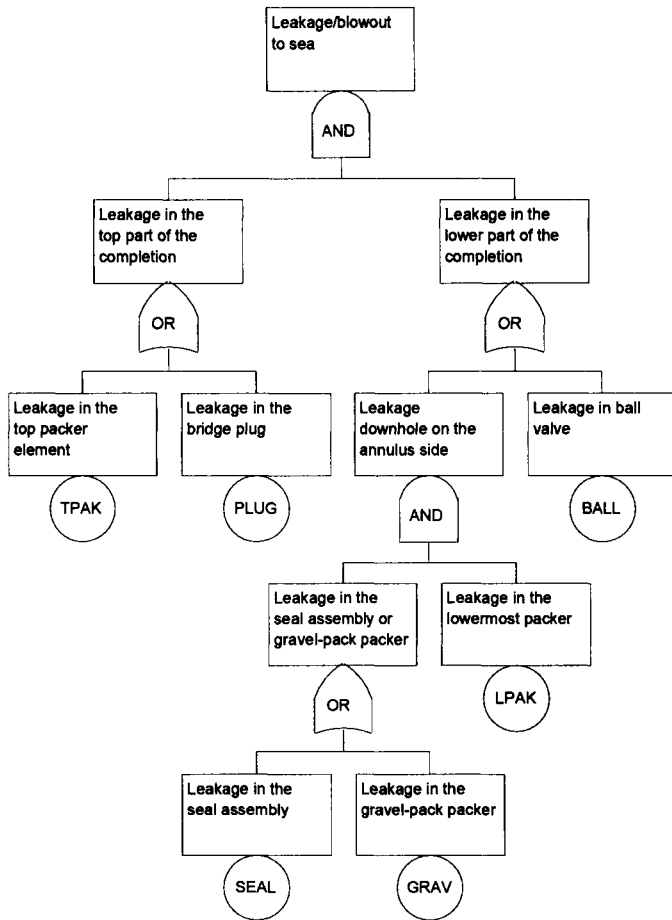 Leakage/blowout
to sea
AND
Leakage in the
top part of the
completion
Leakage in the
lower part of the
completion
OR
OR
Leakage in the
top packer
element
Leakage in the
bridge plug
Leakage
downhole on the
annulus side
Leakage in ball
valve
TPAK
PLUG
AND
BALL
Leakage in the
seal assembly or
gravel-pack packer
Leakage in the
lowermost packer
OR
LPAK
Leakage in the
seal assembly
Leakage in the
gravel-pack packer
SEAL
GRAV